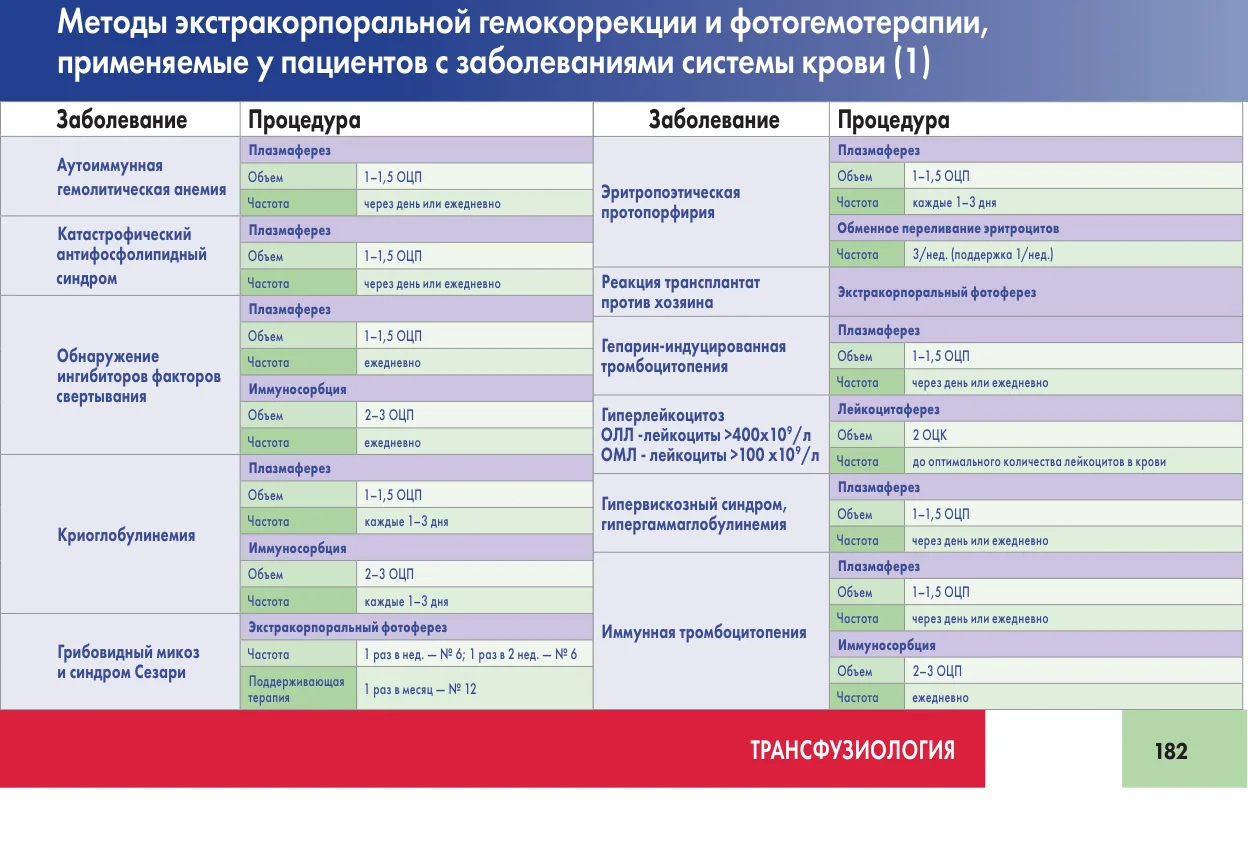 Методы экстракорпоральной гемокоррекции и фотогемотерапии,
применяемые у пациентов с заболеваниями системы крови (1)
Заболевание
Процедура
Аутоиммунная
гемолитическая анемия
Плазмаферез
Объем
1–1,5 ОЦП
Частота
через день или ежедневно
Катастрофический
антифосфолипидный
синдром
Плазмаферез
Объем
1–1,5 ОЦП
Частота
через день или ежедневно
Обнаружение
ингибиторов факторов
свертывания
Плазмаферез
Объем
1–1,5 ОЦП
Частота
ежедневно
Иммуносорбция
Объем
2–3 ОЦП
Частота
ежедневно
Криоглобулинемия
Плазмаферез
Объем
1–1,5 ОЦП
Частота
каждые 1–3 дня
Иммуносорбция
Объем
2–3 ОЦП
Частота
каждые 1–3 дня
Грибовидный микоз
и синдром Сезари
Экстракорпоральный фотоферез
Частота
1 раз в нед. — № 6; 1 раз в 2 нед. — № 6
Поддерживающая
терапия
1 раз в месяц — № 12
Заболевание
Процедура
Эритропоэтическая
протопорфирия
Плазмаферез
Объем
1–1,5 ОЦП
Частота
каждые 1–3 дня
Обменное переливание эритроцитов
Частота
3/нед. (поддержка 1/нед.)
Реакция трансплантат
против хозяина
Экстракорпоральный фотоферез
Гепарин-индуцированная
тромбоцитопения
Плазмаферез
Объем
1–1,5 ОЦП
Частота
через день или ежедневно
Гиперлейкоцитоз
ОЛЛ -лейкоциты >400х10⁹/л
ОМЛ - лейкоциты >100 х10⁹/л
Лейкоцитаферез
Объем
2 ОЦК
Частота
до оптимального количества лейкоцитов в крови
Гипервискозный синдром,
гипергаммаглобулинемия
Плазмаферез
Объем
1–1,5 ОЦП
Частота
через день или ежедневно
Иммунная тромбоцитопения
Плазмаферез
Объем
1–1,5 ОЦП
Частота
через день или ежедневно
Иммуносорбция
Объем
2–3 ОЦП
Частота
ежедневно
ТРАНСФУЗИОЛОГИЯ
182